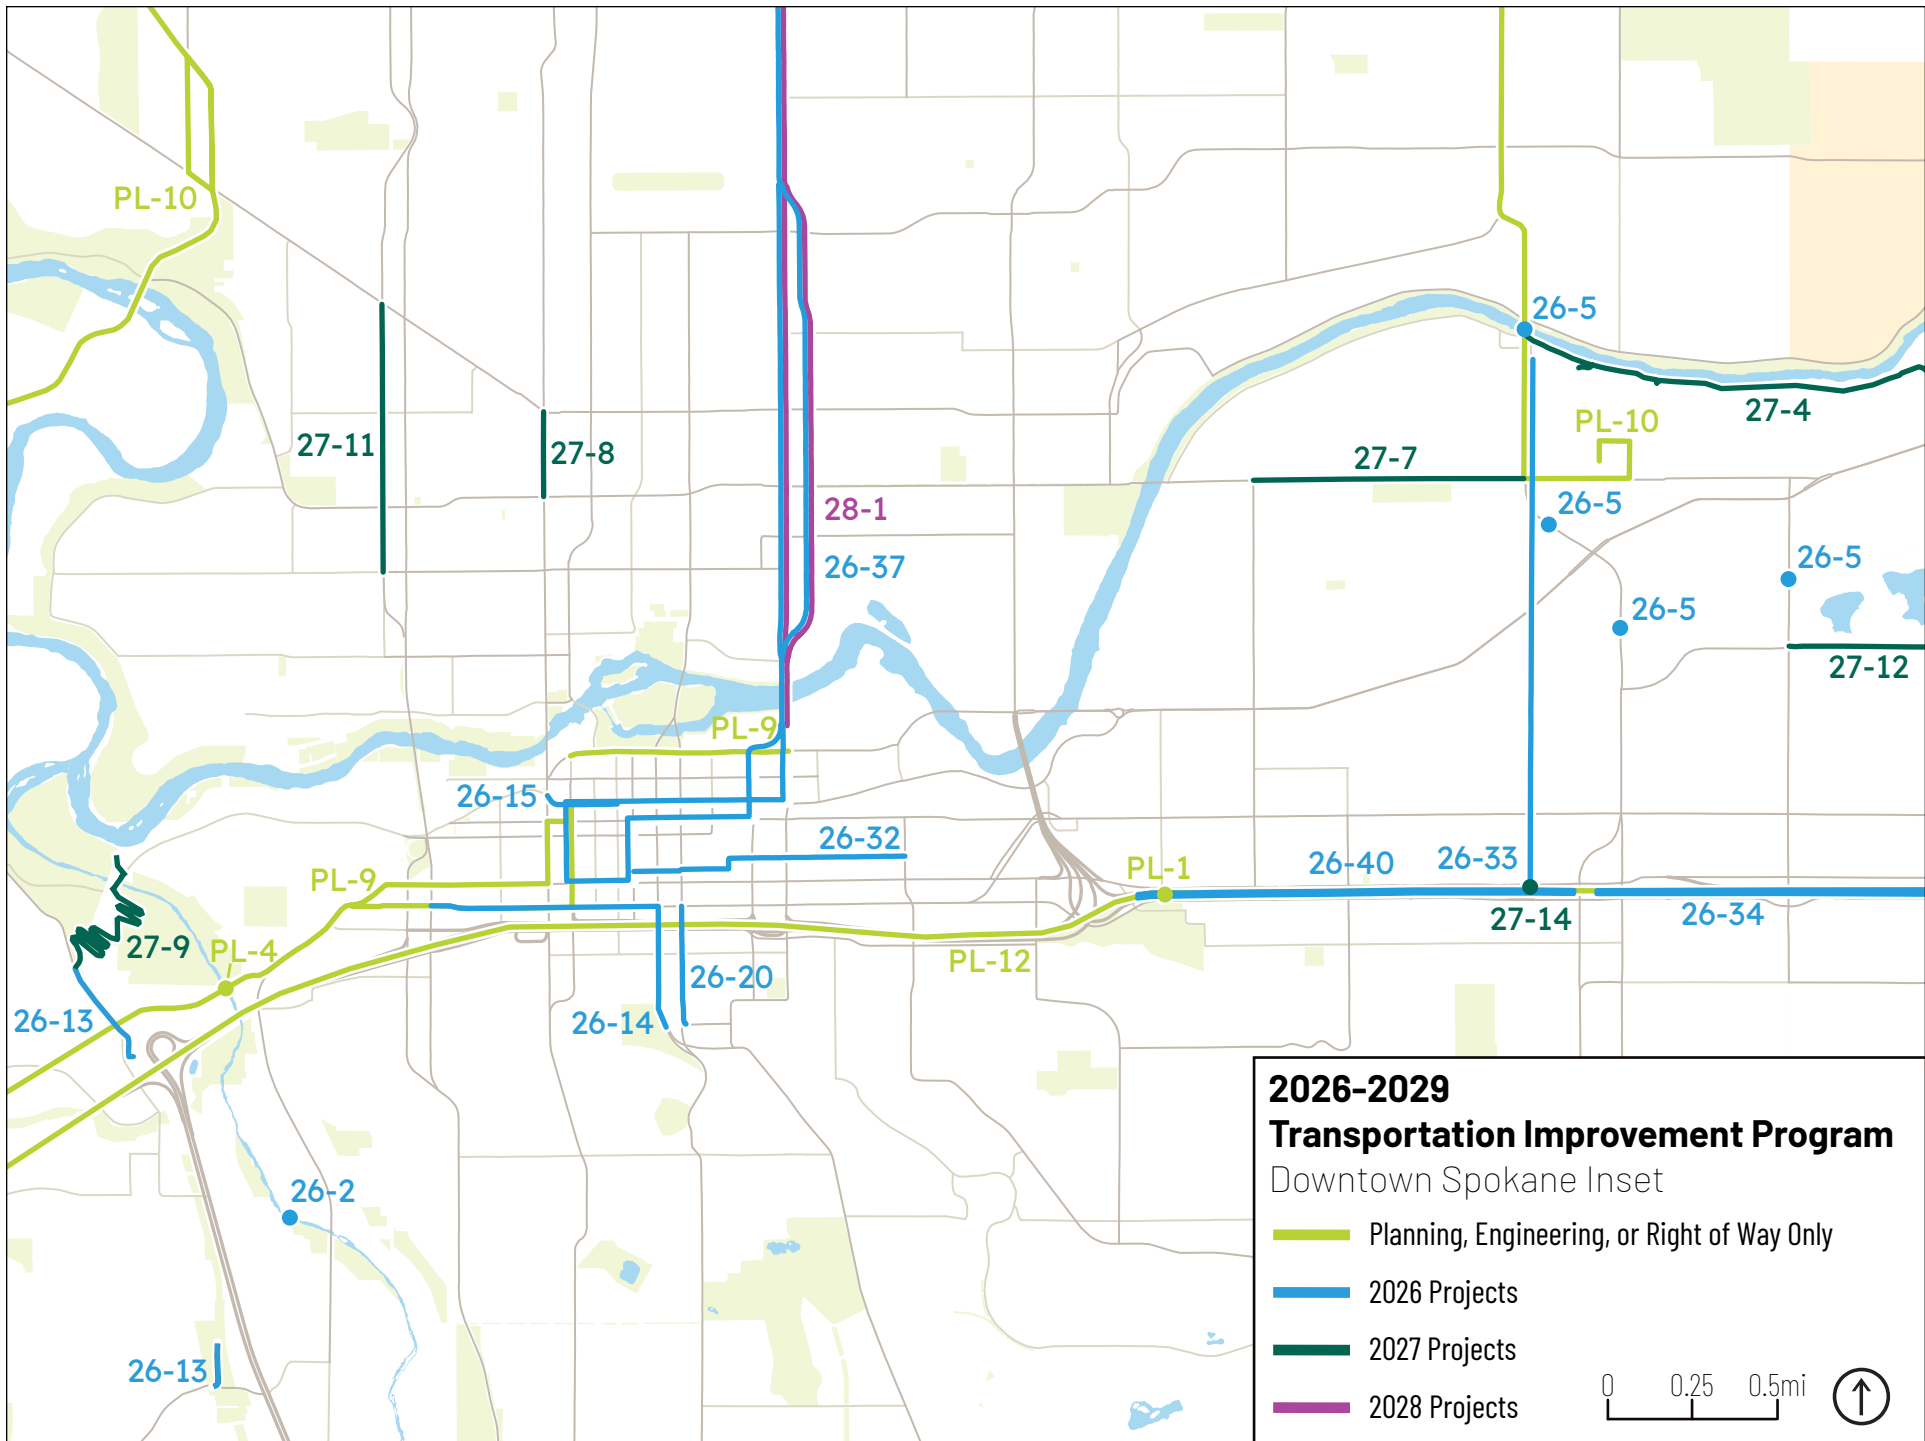 PL-10
26-5
27-4
PL-10
27-11
27-8
27-7
28-1
26-5
26-37
26-5
26-5
27-12
PL-9
26-15
26-32
PL-1
26-40
26-33
PL-9
26-34
27-14
27-9
PL-4
PL-12
26-20
26-13
26-14
26-2
26-13
2026-2029
Transportation Improvement Program
Downtown Spokane Inset
Planning, Engineering, or Right of Way Only
2026 Projects
2027 Projects
2028 Projects
0 0.25 0.5mi